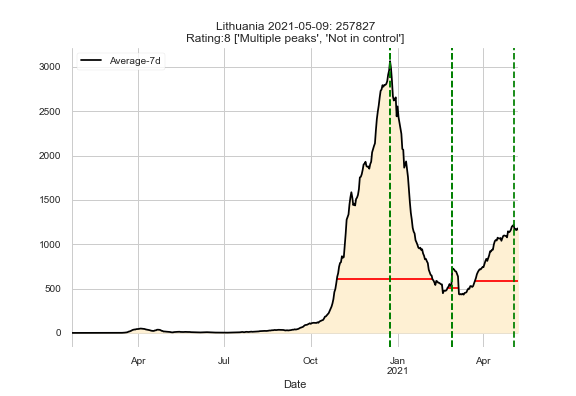 Lithuania 2021-05-09: 257827
Rating:8 ['Multiple peaks', 'Not in control']
Average-7d
3000
2500
2000
1500
1000
500
0
Apr
Jul
Oct
Jan
2021
Apr
Date